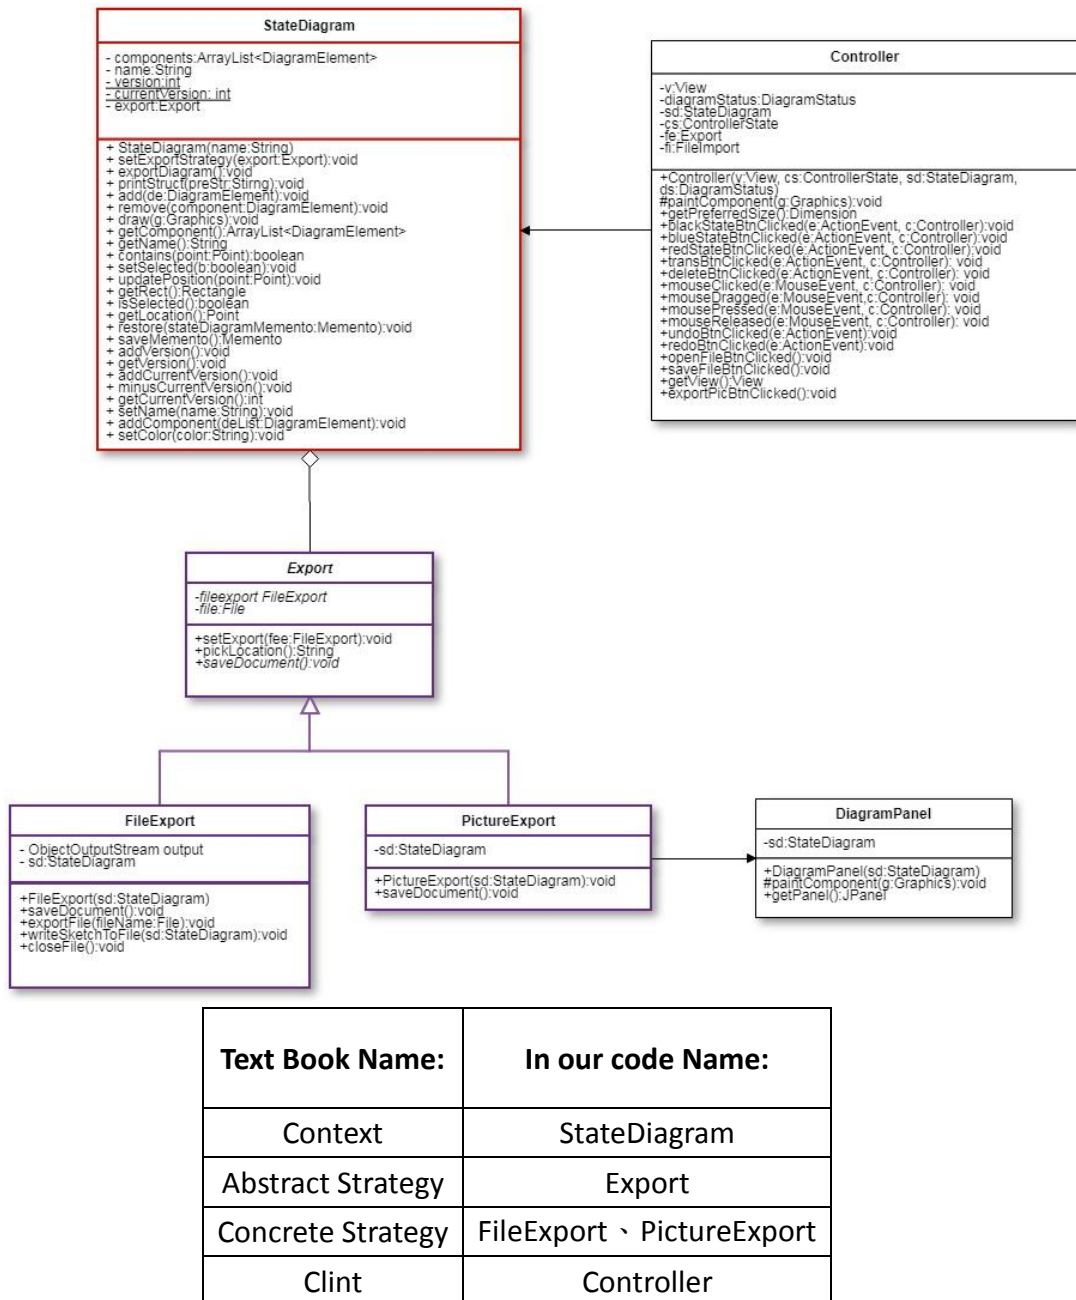 StateDiagram
- components:ArrayList<DiagramElement>
- name:String
- version:int
- currentVersion: int
- export:Export
+ StateDiagram(name:String)
+ setExportStrategy(export:Export):void
+ exportDiagram():void
+ printStruct(preStr:Stirng):void
+ add(de:DiagramElement):void
+ remove(component:DiagramElement):void
+ draw(g:Graphics):void
+ getComponent():ArrayList<DiagramElement>
+ getName():String
+ contains(point:Point):boolean
+ setSelected(b:boolean):void
+ updatePosition(point:Point):void
+ getRect():Rectangle
+ isSelected():boolean
+ getLocation():Point
+ restore(stateDiagramMemento:Memento):void
+ saveMemento():Memento
+ addVersion():void
+ getVersion():void
+ addCurrentVersion():void
+ minusCurrentVersion():void
+ getCurrentVersion():int
+ setName(name:String):void
+ addComponent(deList:DiagramElement):void
+ setColor(color:String):void
Controller
-v:View
-diagramStatus:DiagramStatus
-sd:StateDiagram
-cs:ControllerState
-fe:Export
-fi:FileImport
+Controller(v:View, cs:ControllerState, sd:StateDiagram,
ds:DiagramStatus)
#paintComponent(g:Graphics):void
+getPreferredSize():Dimension
+blackStateBtnClicked(e:ActionEvent, c:Controller):void
+blueStateBtnClicked(e:ActionEvent, c:Controller):void
+redStateBtnClicked(e:ActionEvent, c:Controller):void
+transBtnClicked(e:ActionEvent, c:Controller): void
+deleteBtnClicked(e:ActionEvent, c:Controller): void
+mouseClicked(e:MouseEvent, c:Controller): void
+mouseDragged(e:MouseEvent,c:Controller): void
+mousePressed(e:MouseEvent, c:Controller): void
+mouseReleased(e:MouseEvent, c:Controller): void
+undoBtnClicked(e:ActionEvent):void
+redoBtnClicked(e:ActionEvent):void
+openFileBtnClicked():void
+saveFileBtnClicked():void
+getView():View
+exportPicBtnClicked():void
Export
-fileexport FileExport
-file:File
+setExport(fee:FileExport):void
+pickLocation():String
+saveDocument():void
FileExport
- ObjectOutputStream output
- sd:StateDiagram
+FileExport(sd:StateDiagram)
+saveDocument():void
+exportFile(fileName:File):void
+writeSketchToFile(sd:StateDiagram):void
+closeFile():void
PictureExport
-sd:StateDiagram
+PictureExport(sd:StateDiagram):void
+saveDocument():void
DiagramPanel
-sd:StateDiagram
+DiagramPanel(sd:StateDiagram)
#paintComponent(g:Graphics):void
+getPanel():JPanel
Text Book Name: In our code Name:
Context StateDiagram
Abstract Strategy Export
Concrete Strategy FileExport、PictureExport
Clint Controller